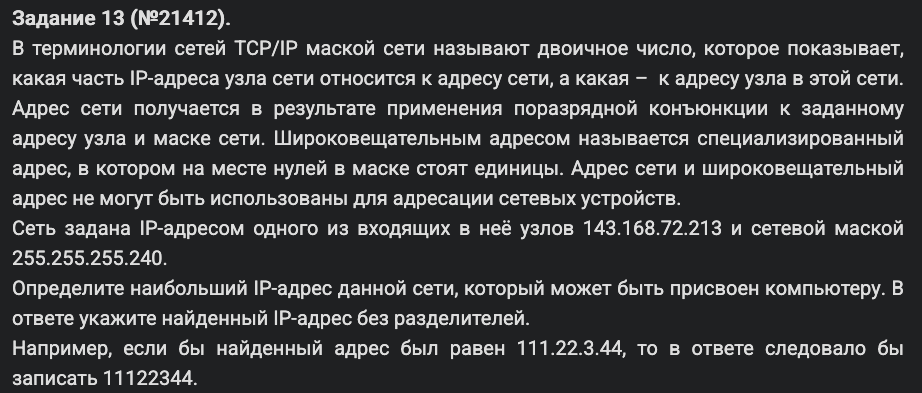 Задание 13 (№21412).
В терминологии сетей TCP/IP маской сети называют двоичное число, которое показывает,
какая часть IP-адреса узла сети относится к адресу сети, а какая – к адресу узла в этой сети.
Адрес сети получается в результате применения поразрядной конъюнкции к заданному
адресу узла и маске сети. Широковещательным адресом называется специализированный
адрес, в котором на месте нулей в маске стоят единицы. Адрес сети и широковещательный
адрес не могут быть использованы для адресации сетевых устройств.
Сеть задана IP-адресом одного из входящих в неё узлов 143.168.72.213 и сетевой маской
255.255.255.240.
Определите наибольший IP-адрес данной сети, который может быть присвоен компьютеру. В
ответе укажите найденный IP-адрес без разделителей.
Например, если бы найденный адрес был равен 111.22.3.44, то в ответе следовало бы
записать 11122344.